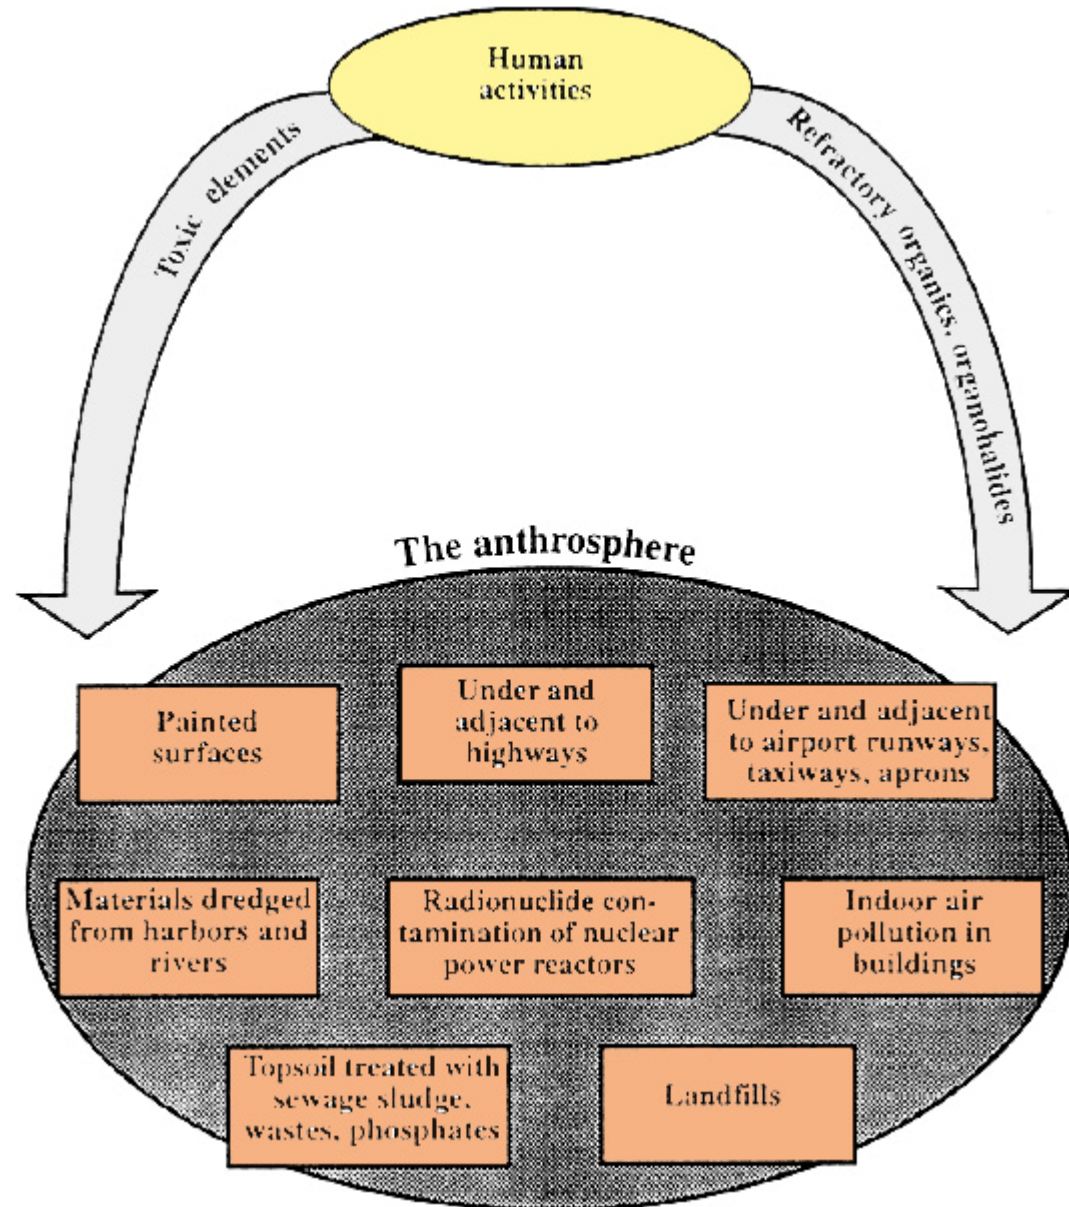 Human
activities
Toxic elements
Refractory organics, organohalides
The anthrosphere
Painted
surfaces
Under and
adjacent to
highways
Under and adjacent
to airport runways,
taxiways, aprons
Materials dredged
from harbors and
rivers
Radionuclide con-
tamination of nuclear
power reactors
Indoor air
pollution in
buildings
Topsoil treated with
sewage sludge,
wastes, phosphates
Landfills